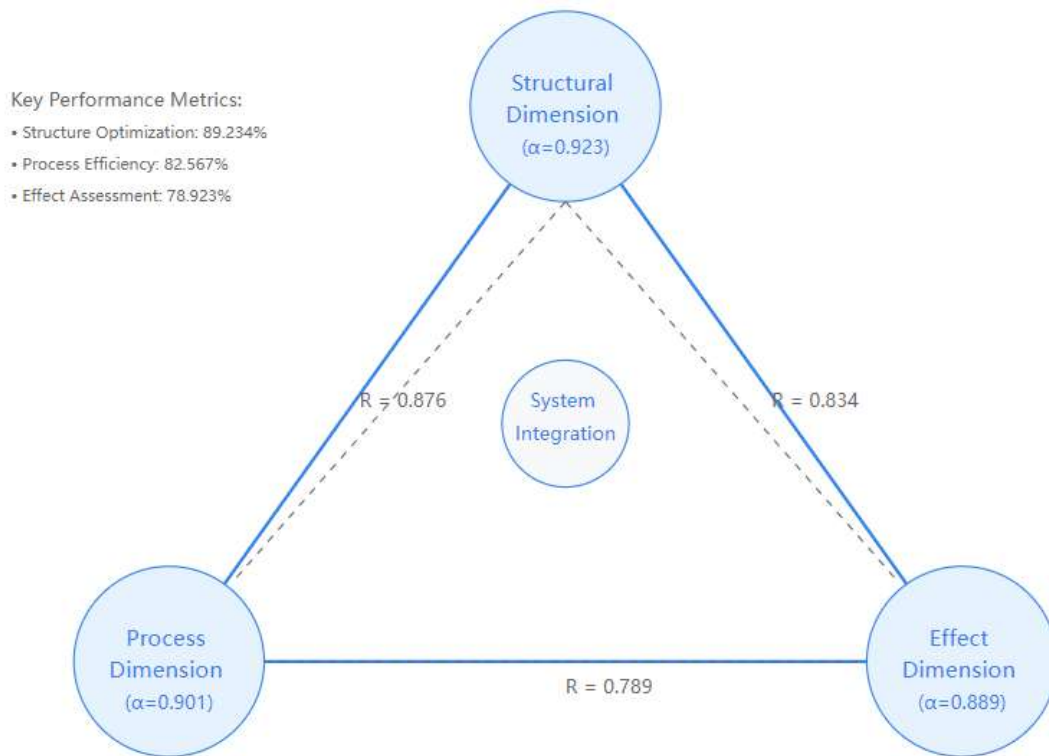 Structural
Dimension
(α=0.923)
Key Performance Metrics:
• Structure Optimization: 89.234%
• Process Efficiency: 82.567%
• Effect Assessment: 78.923%
R = 0.876
System
Integration
R = 0.834
Process
Dimension
(α=0.901)
R = 0.789
Effect
Dimension
(α=0.889)